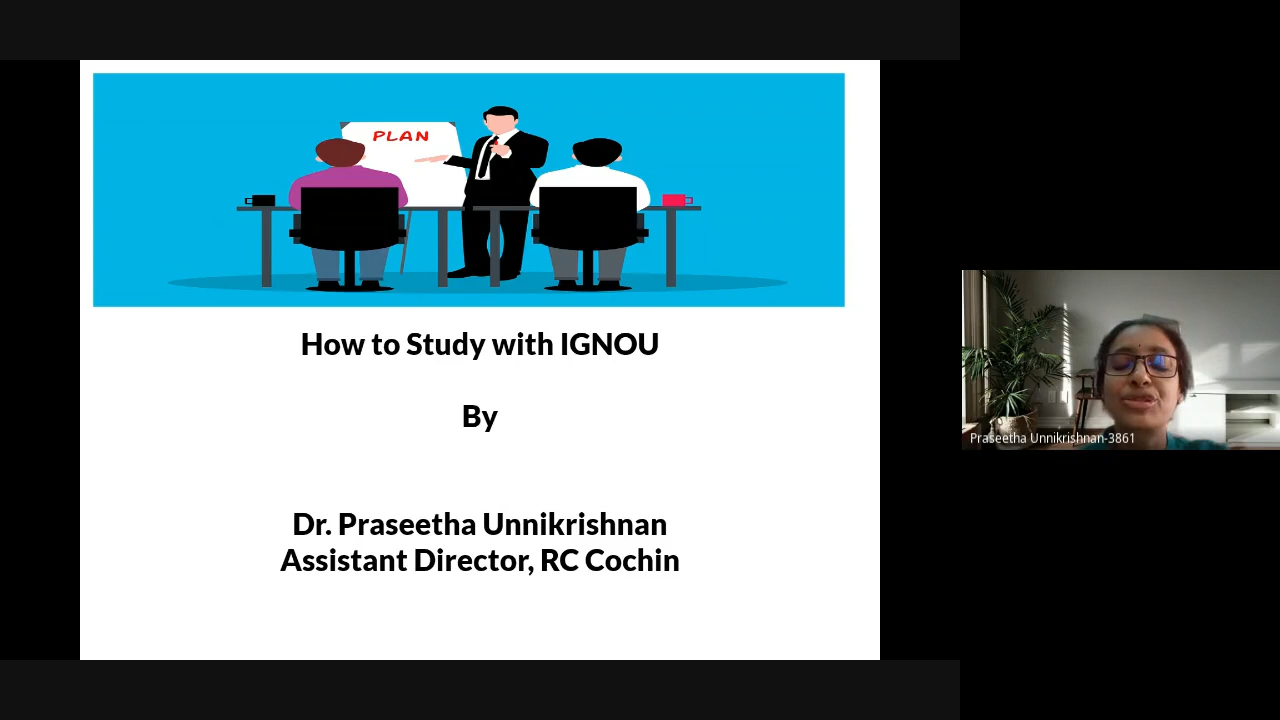 PLAN
How to Study with IGNOU
By
Dr. Praseetha Unnikrishnan
Assistant Director, RC Cochin
Praseetha Unnikrishnan-3861